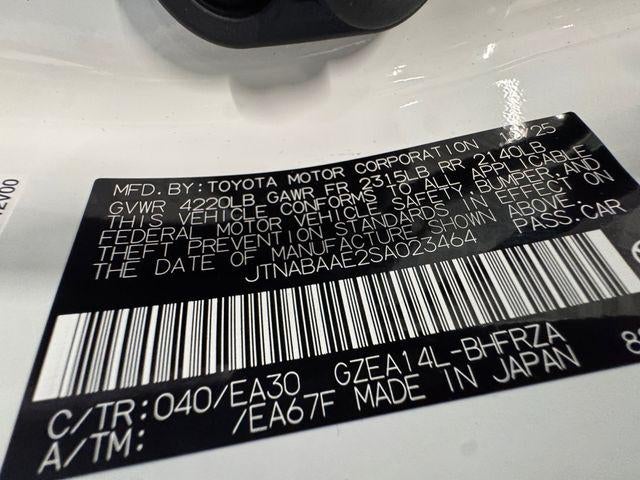 MFD.BY:TOYOTA MOTOR CORPORATION /25
GVWR 4220LB GAWR FR 2315LB RR 2140LB
THIS VEHICLE CONFORMS TO ALL APPLICABLE
FEDERAL MOTOR VEHICLE SAFETY BUMPER,AND
THEFT PREVENTION STANDARDS IN EFFECT ON
THE DATE OF MANUFACTURE SHOWN ABOVE.
JTNABAAE2SA023464 PASS.CAR
C/TR:040/EA30 GZEA14L-BHFRZA
A/TM: /EA67F MADE IN JAPAN